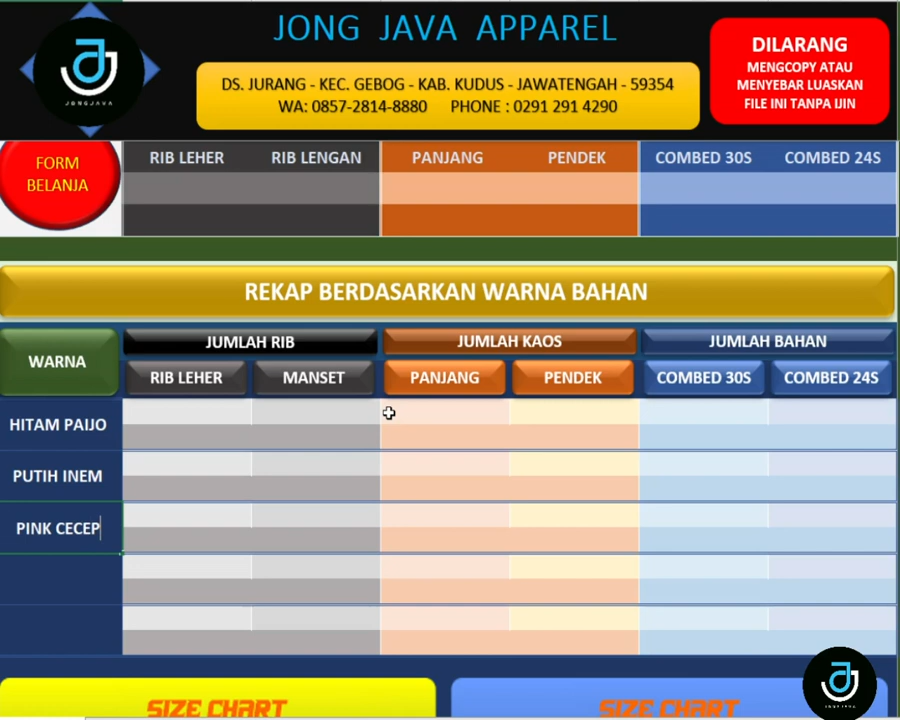 JONG JAVA APPAREL
DS. JURANG - KEC. GEBOG - KAB. KUDUS - JAWATENGAH - 59354
WA: 0857-2814-8880 PHONE : 0291 291 4290
DILARANG
MENGCOPY ATAU
MENYEBAR LUASKAN
FILE INI TANPA IJIN
JONGJAVA
FORM
BELANJA
RIB LEHER RIB LENGAN PANJANG PENDEK COMBED 30S COMBED 24S
REKAP BERDASARKAN WARNA BAHAN
WARNA
JUMLAH RIB JUMLAH KAOS JUMLAH BAHAN
RIB LEHER MANSET PANJANG PENDEK COMBED 30S COMBED 24S
HITAM PAIJO
PUTIH INEM
PINK CECEP
SIZE CHART SIZE CHART
JONGJAVA